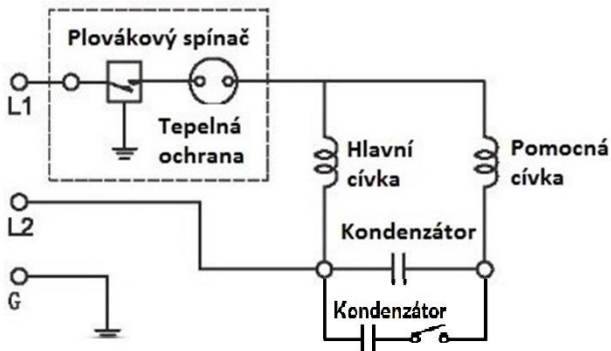 Plovákový spínač
L1
Tepelná
ochrana
Hlavní
cívka
Pomocná
cívka
L2
Kondenzátor
G
Kondenzátor